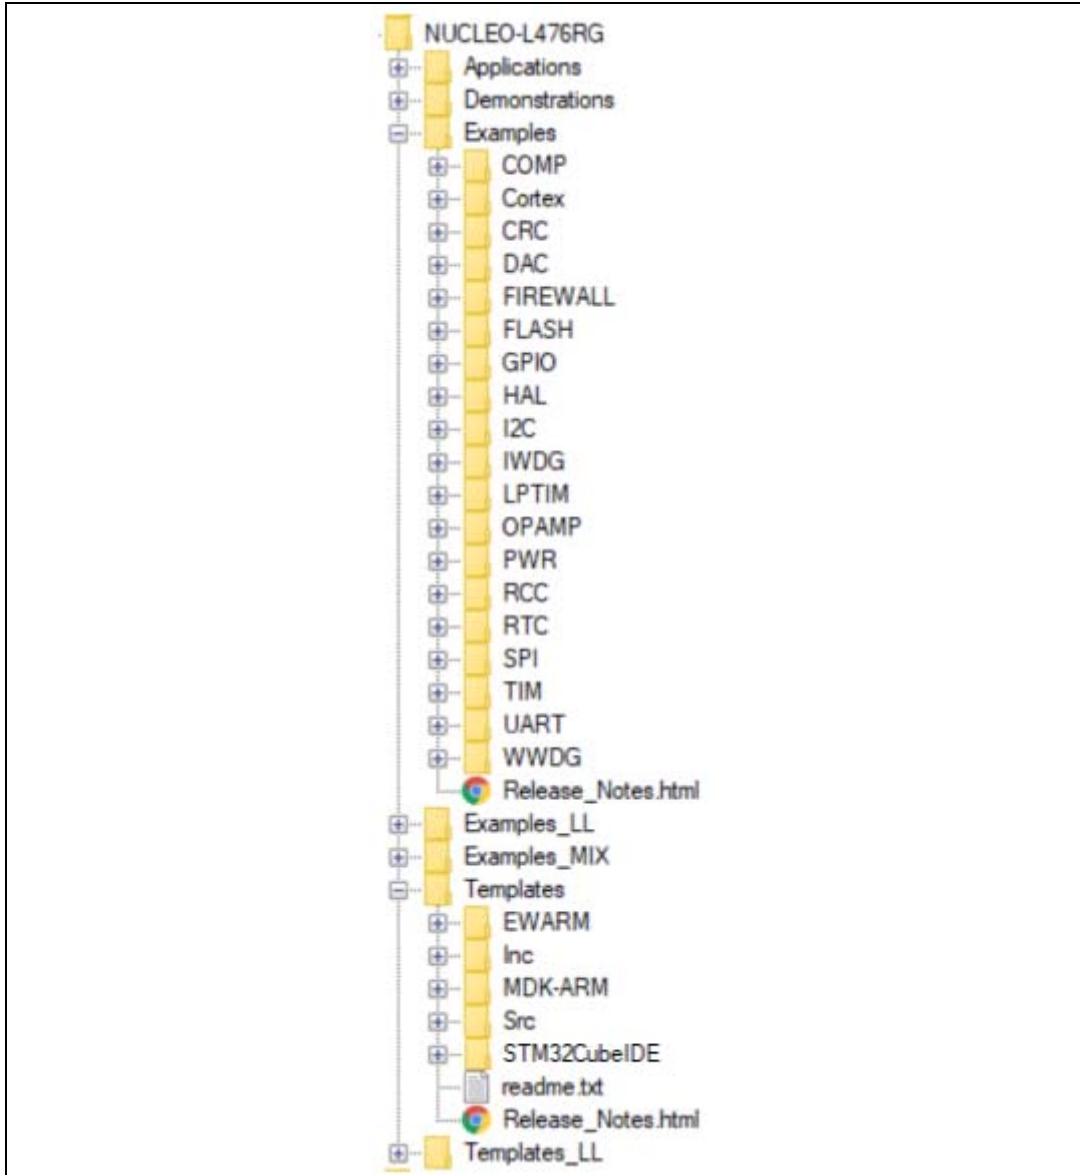 NUCLEO-L476RG
Applications
Demonstrations
Examples
COMP
Cortex
CRC
DAC
FIREWALL
FLASH
GPIO
HAL
I2C
IWDG
LPTIM
OPAMP
PWR
RCC
RTC
SPI
TIM
UART
WWDG
Release_Notes.html
Examples_LL
Examples_MIX
Templates
EWARM
Inc
MDK-ARM
Src
STM32CubeIDE
readme.txt
Release_Notes.html
Templates_LL